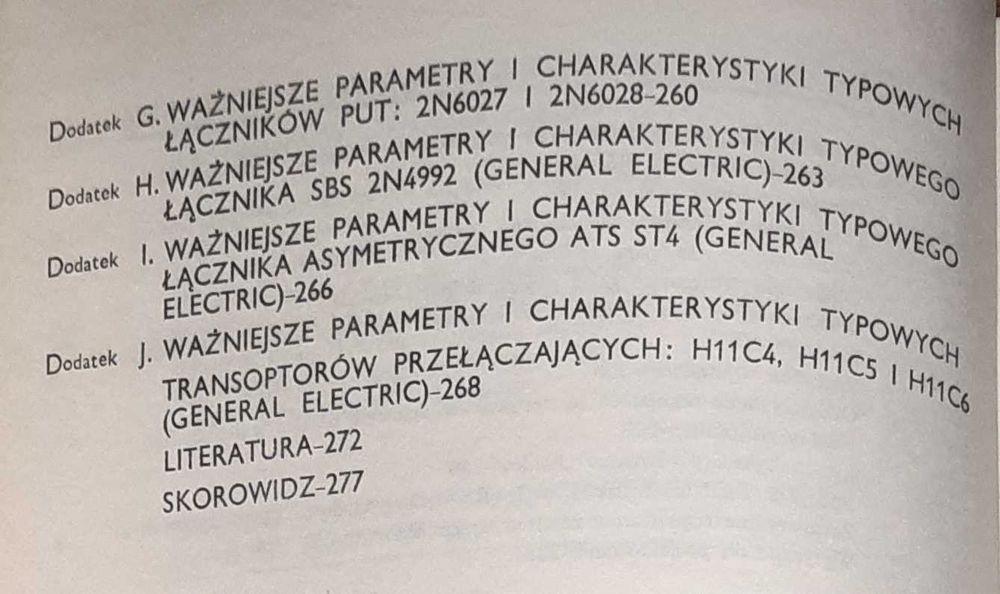 Dodatek G. WAŻNIEJSZE PARAMETRY I CHARAKTERYSTYKI TYPOWYCH
ŁĄCZNIKÓW PUT: 2N6027 I 2N6028–260
Dodatek H. WAŻNIEJSZE PARAMETRY I CHARAKTERYSTYKI TYPOWEGO
ŁĄCZNIKA SBS 2N4992 (GENERAL ELECTRIC)–263
Dodatek I. WAŻNIEJSZE PARAMETRY I CHARAKTERYSTYKI TYPOWEGO
ŁĄCZNIKA ASYMETRYCZNEGO ATS ST4 (GENERAL
ELECTRIC)–266
Dodatek J. WAŻNIEJSZE PARAMETRY I CHARAKTERYSTYKI TYPOWYCH
TRANSOPTORÓW PRZEŁĄCZAJĄCYCH: H11C4, H11C5 I H11C6
(GENERAL ELECTRIC)–268
LITERATURA–272
SKOROWIDZ–277